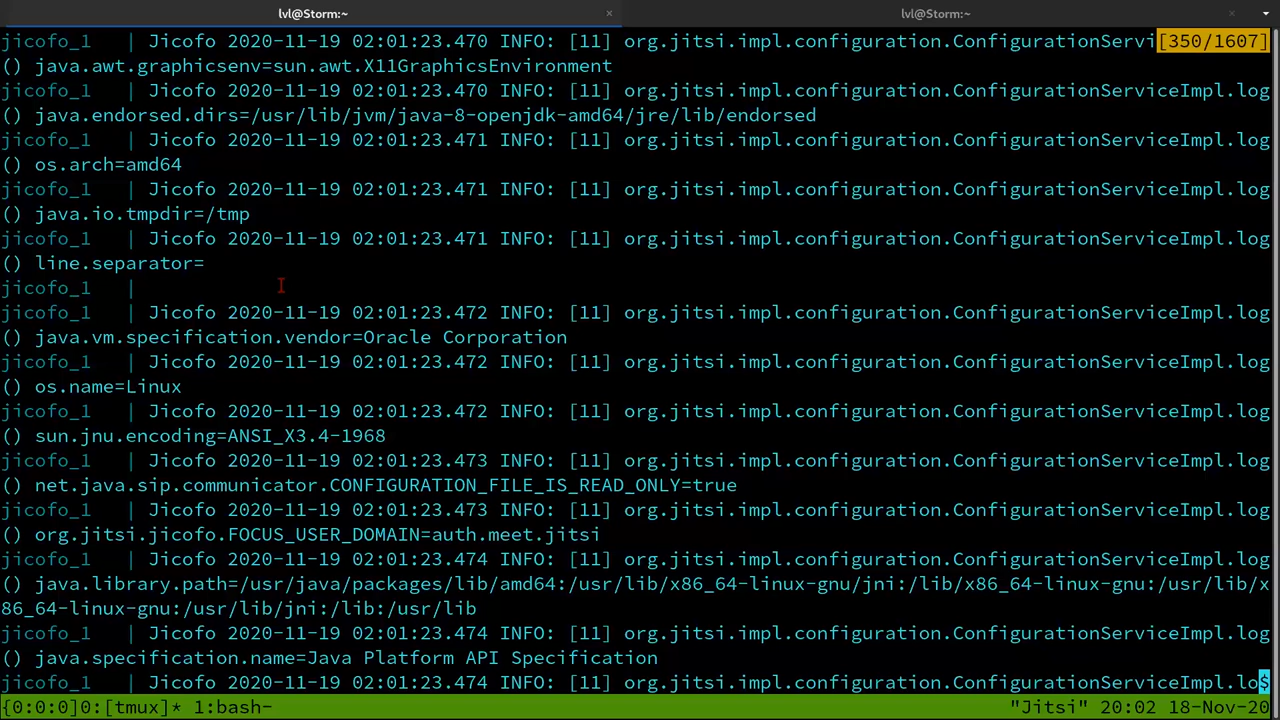 lvl@Storm:~ × lvl@Storm:~ ×
jicofo_1 | Jicofo 2020-11-19 02:01:23.470 INFO: [11] org.jitsi.impl.configuration.ConfigurationServi[350/1607]
() java.awt.graphicsenv=sun.awt.X11GraphicsEnvironment
jicofo_1 | Jicofo 2020-11-19 02:01:23.470 INFO: [11] org.jitsi.impl.configuration.ConfigurationServiceImpl.log
() java.endorsed.dirs=/usr/lib/jvm/java-8-openjdk-amd64/jre/lib/endorsed
jicofo_1 | Jicofo 2020-11-19 02:01:23.471 INFO: [11] org.jitsi.impl.configuration.ConfigurationServiceImpl.log
() os.arch=amd64
jicofo_1 | Jicofo 2020-11-19 02:01:23.471 INFO: [11] org.jitsi.impl.configuration.ConfigurationServiceImpl.log
() java.io.tmpdir=/tmp
jicofo_1 | Jicofo 2020-11-19 02:01:23.471 INFO: [11] org.jitsi.impl.configuration.ConfigurationServiceImpl.log
() line.separator=
jicofo_1 |
jicofo_1 | Jicofo 2020-11-19 02:01:23.472 INFO: [11] org.jitsi.impl.configuration.ConfigurationServiceImpl.log
() java.vm.specification.vendor=Oracle Corporation
jicofo_1 | Jicofo 2020-11-19 02:01:23.472 INFO: [11] org.jitsi.impl.configuration.ConfigurationServiceImpl.log
() os.name=Linux
jicofo_1 | Jicofo 2020-11-19 02:01:23.472 INFO: [11] org.jitsi.impl.configuration.ConfigurationServiceImpl.log
() sun.jnu.encoding=ANSI_X3.4-1968
jicofo_1 | Jicofo 2020-11-19 02:01:23.473 INFO: [11] org.jitsi.impl.configuration.ConfigurationServiceImpl.log
() net.java.sip.communicator.CONFIGURATION_FILE_IS_READ_ONLY=true
jicofo_1 | Jicofo 2020-11-19 02:01:23.473 INFO: [11] org.jitsi.impl.configuration.ConfigurationServiceImpl.log
() org.jitsi.jicofo.FOCUS_USER_DOMAIN=auth.meet.jitsi
jicofo_1 | Jicofo 2020-11-19 02:01:23.474 INFO: [11] org.jitsi.impl.configuration.ConfigurationServiceImpl.log
() java.library.path=/usr/java/packages/lib/amd64:/usr/lib/x86_64-linux-gnu/jni:/lib/x86_64-linux-gnu:/usr/lib/x
86_64-linux-gnu:/usr/lib/jni:/lib:/usr/lib
jicofo_1 | Jicofo 2020-11-19 02:01:23.474 INFO: [11] org.jitsi.impl.configuration.ConfigurationServiceImpl.log
() java.specification.name=Java Platform API Specification
jicofo_1 | Jicofo 2020-11-19 02:01:23.474 INFO: [11] org.jitsi.impl.configuration.ConfigurationServiceImpl.lo$
{0:0:0}0:[tmux]* 1:bash- "Jitsi" 20:02 18-Nov-20